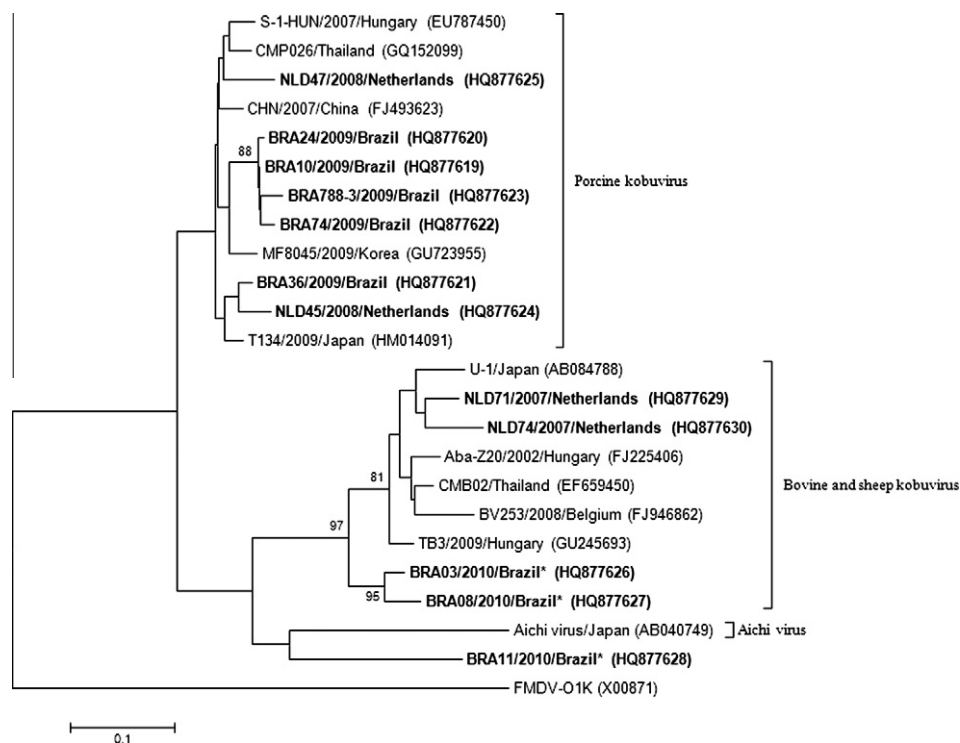 S-1-HUN/2007/Hungary (EU787450)
CMP026/Thailand (GQ152099)
NLD47/2008/Netherlands (HQ877625)
CHN/2007/China (FJ493623)
88
BRA24/2009/Brazil (HQ877620)
BRA10/2009/Brazil (HQ877619)
Porcine kobuvirus
BRA788-3/2009/Brazil (HQ877623)
BRA74/2009/Brazil (HQ877622)
MF8045/2009/Korea (GU723955)
BRA36/2009/Brazil (HQ877621)
NLD45/2008/Netherlands (HQ877624)
T134/2009/Japan (HM014091)
U-1/Japan (AB084788)
NLD71/2007/Netherlands (HQ877629)
NLD74/2007/Netherlands (HQ877630)
Aba-Z20/2002/Hungary (FJ225406)
81
CMB02/Thailand (EF659450)
Bovine and sheep kobuvirus
BV253/2008/Belgium (FJ946862)
97
TB3/2009/Hungary (GU245693)
BRA03/2010/Brazil* (HQ877626)
95
BRA08/2010/Brazil* (HQ877627)
Aichi virus/Japan (AB040749)
Aichi virus
BRA11/2010/Brazil* (HQ877628)
FMDV-O1K (X00871)
0.1